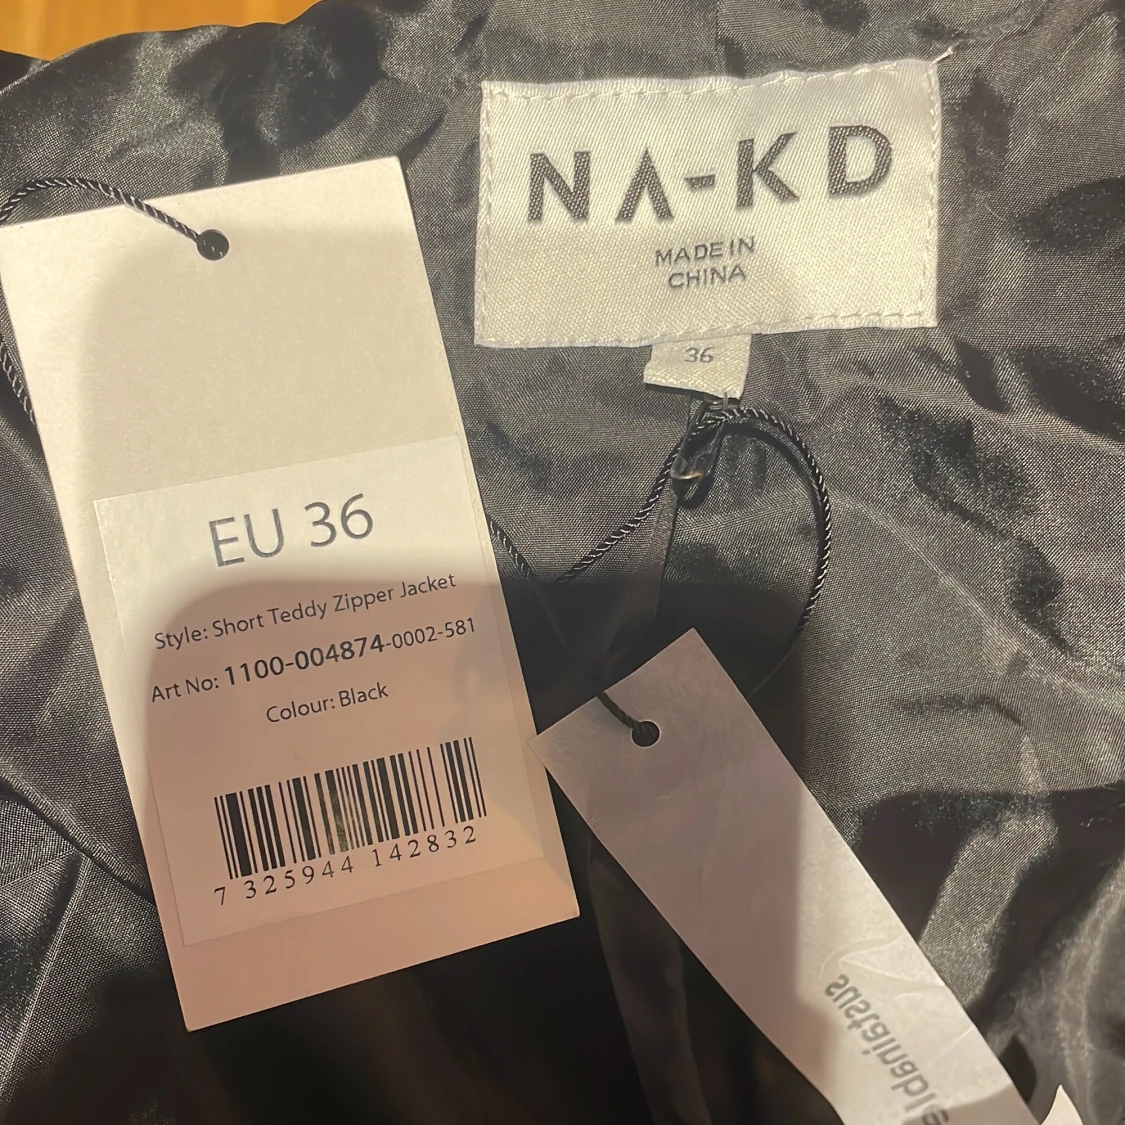 NA-KD
MADE IN
CHINA
36
EU 36
Style: Short Teddy Zipper Jacket
Art No: 1100-004874-0002-581
Colour: Black
7 325944 142832